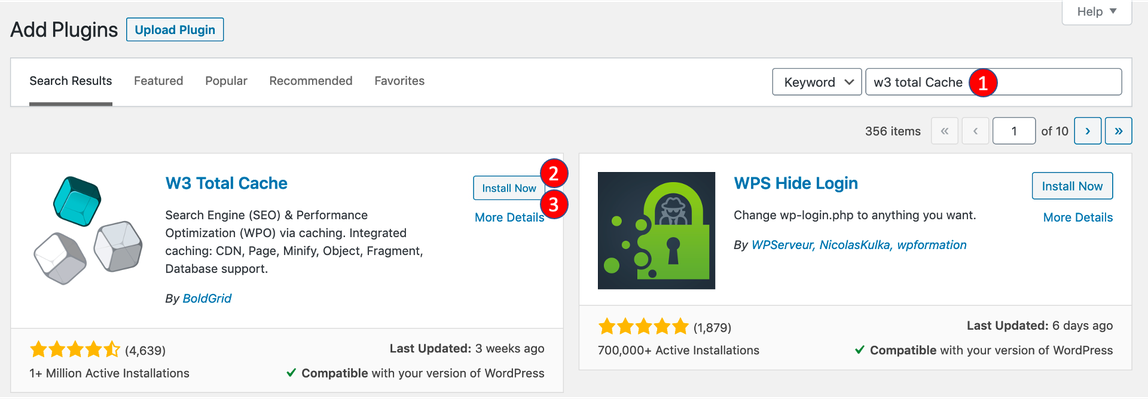 Help ▼
Add Plugins Upload Plugin
Search Results Featured Popular Recommended Favorites Keyword w3 total Cache 1
356 items « ‹ 1 of 10 › »
W3 Total Cache
Install Now 2
3
More Details
Search Engine (SEO) & Performance
Optimization (WPO) via caching. Integrated
caching: CDN, Page, Minify, Object, Fragment,
Database support.
By BoldGrid
(4,639)
Last Updated: 3 weeks ago
1+ Million Active Installations
✓ Compatible with your version of WordPress
WPS Hide Login
Install Now
More Details
Change wp-login.php to anything you want.
By WPServeur, NicolasKulka, wpformation
(1,879)
Last Updated: 6 days ago
700,000+ Active Installations
✓ Compatible with your version of WordPress